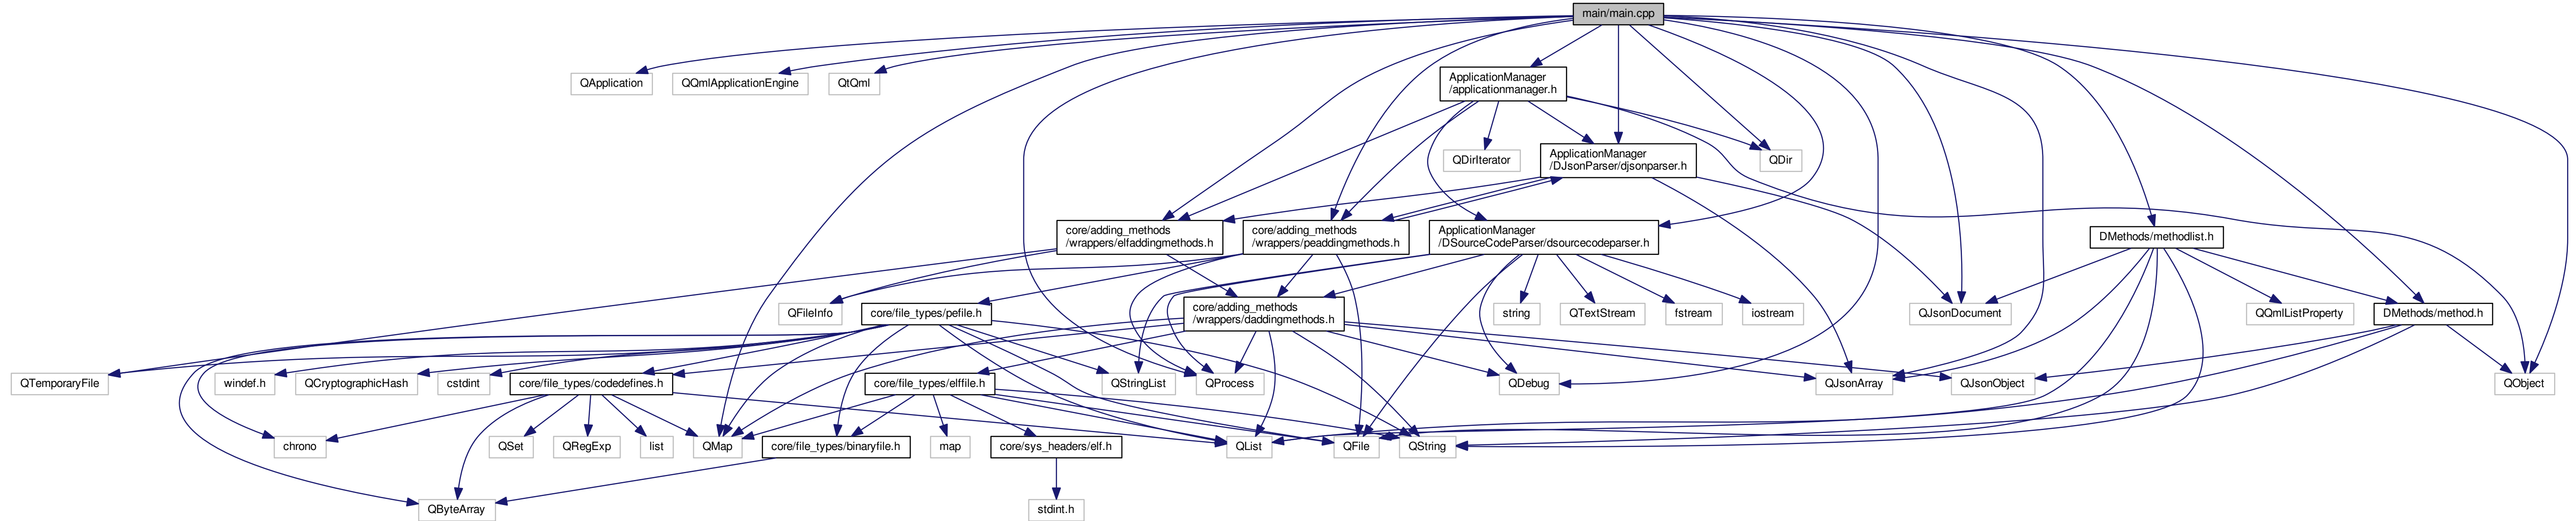 main/main.cpp
QApplication
QQmlApplicationEngine
QtQml
ApplicationManager
/applicationmanager.h
QDirIterator
ApplicationManager
/DJsonParser/djsonparser.h
QDir
core/adding_methods
/wrappers/elfaddingmethods.h
core/adding_methods
/wrappers/peaddingmethods.h
ApplicationManager
/DSourceCodeParser/dsourcecodeparser.h
DMethods/methodlist.h
QFileInfo
core/file_types/pefile.h
core/adding_methods
/wrappers/daddingmethods.h
string
QTextStream
fstream
iostream
QJsonDocument
QQmlListProperty
DMethods/method.h
QTemporaryFile
windef.h
QCryptographicHash
cstdint
core/file_types/codedefines.h
core/file_types/elffile.h
QStringList
QProcess
QDebug
QJsonArray
QJsonObject
QObject
chrono
QSet
QRegExp
list
QMap
core/file_types/binaryfile.h
map
core/sys_headers/elf.h
QList
QFile
QString
QByteArray
stdint.h